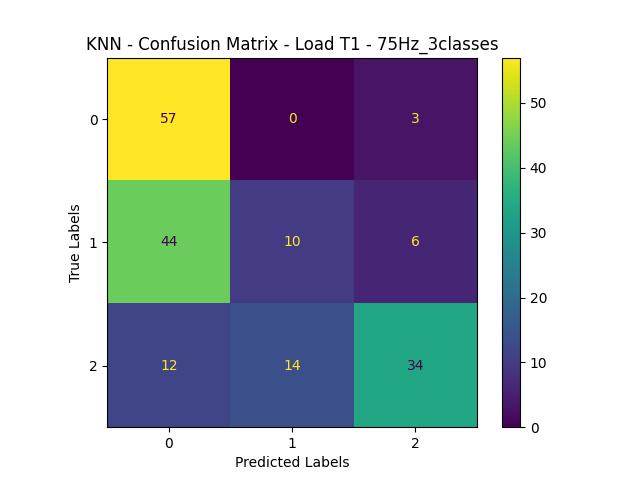 KNN - Confusion Matrix - Load T1 - 75Hz_3classes
True Labels
0 57 0 3
1 44 10 6
2 12 14 34
0 1 2
Predicted Labels
50
40
30
20
10
0